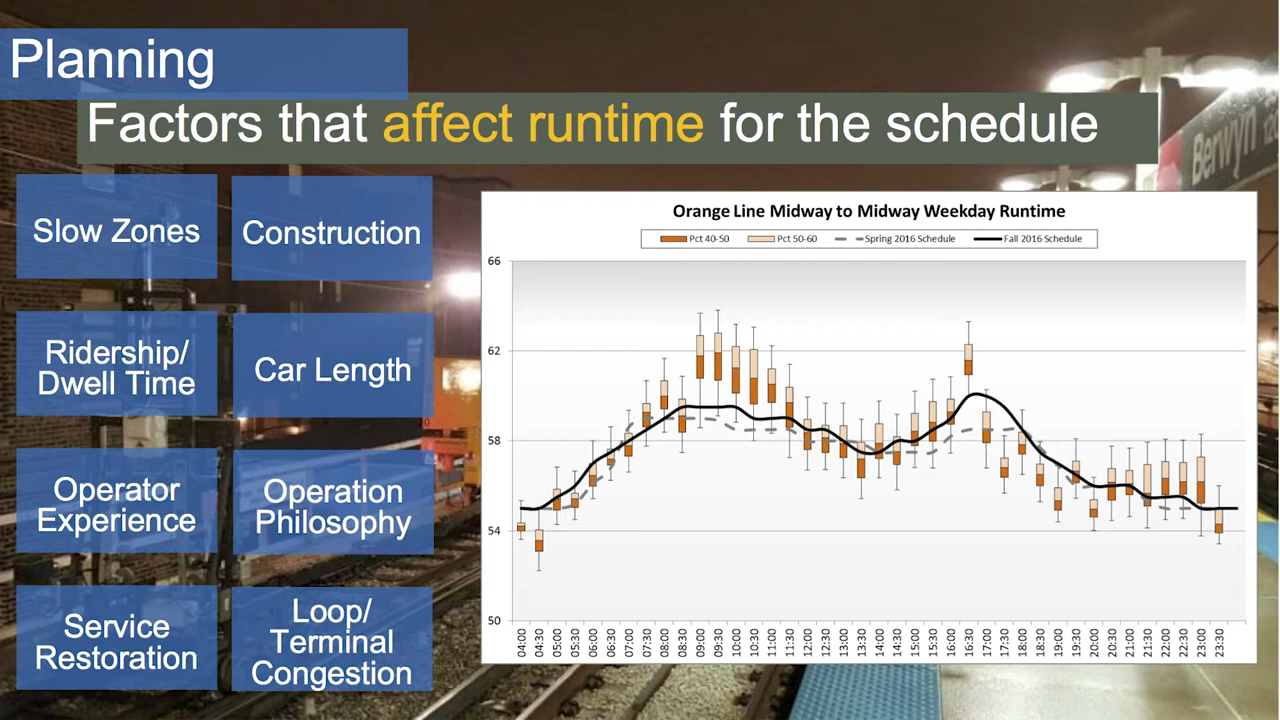 Planning
Factors that affect runtime for the schedule
Slow Zones
Construction
Ridership/
Dwell Time
Car Length
Operator
Experience
Operation
Philosophy
Service
Restoration
Loop/
Terminal
Congestion
Orange Line Midway to Midway Weekday Runtime
Pct 40-50
Pct 50-60
Spring 2016 Schedule
Fall 2016 Schedule
66
62
58
54
50
04:00
04:30
05:00
05:30
06:00
06:30
07:00
07:30
08:00
08:30
09:00
09:30
10:00
10:30
11:00
11:30
12:00
12:30
13:00
13:30
14:00
14:30
15:00
15:30
16:00
16:30
17:00
17:30
18:00
18:30
19:00
19:30
20:00
20:30
21:00
21:30
22:00
22:30
23:00
23:30
Berwyn